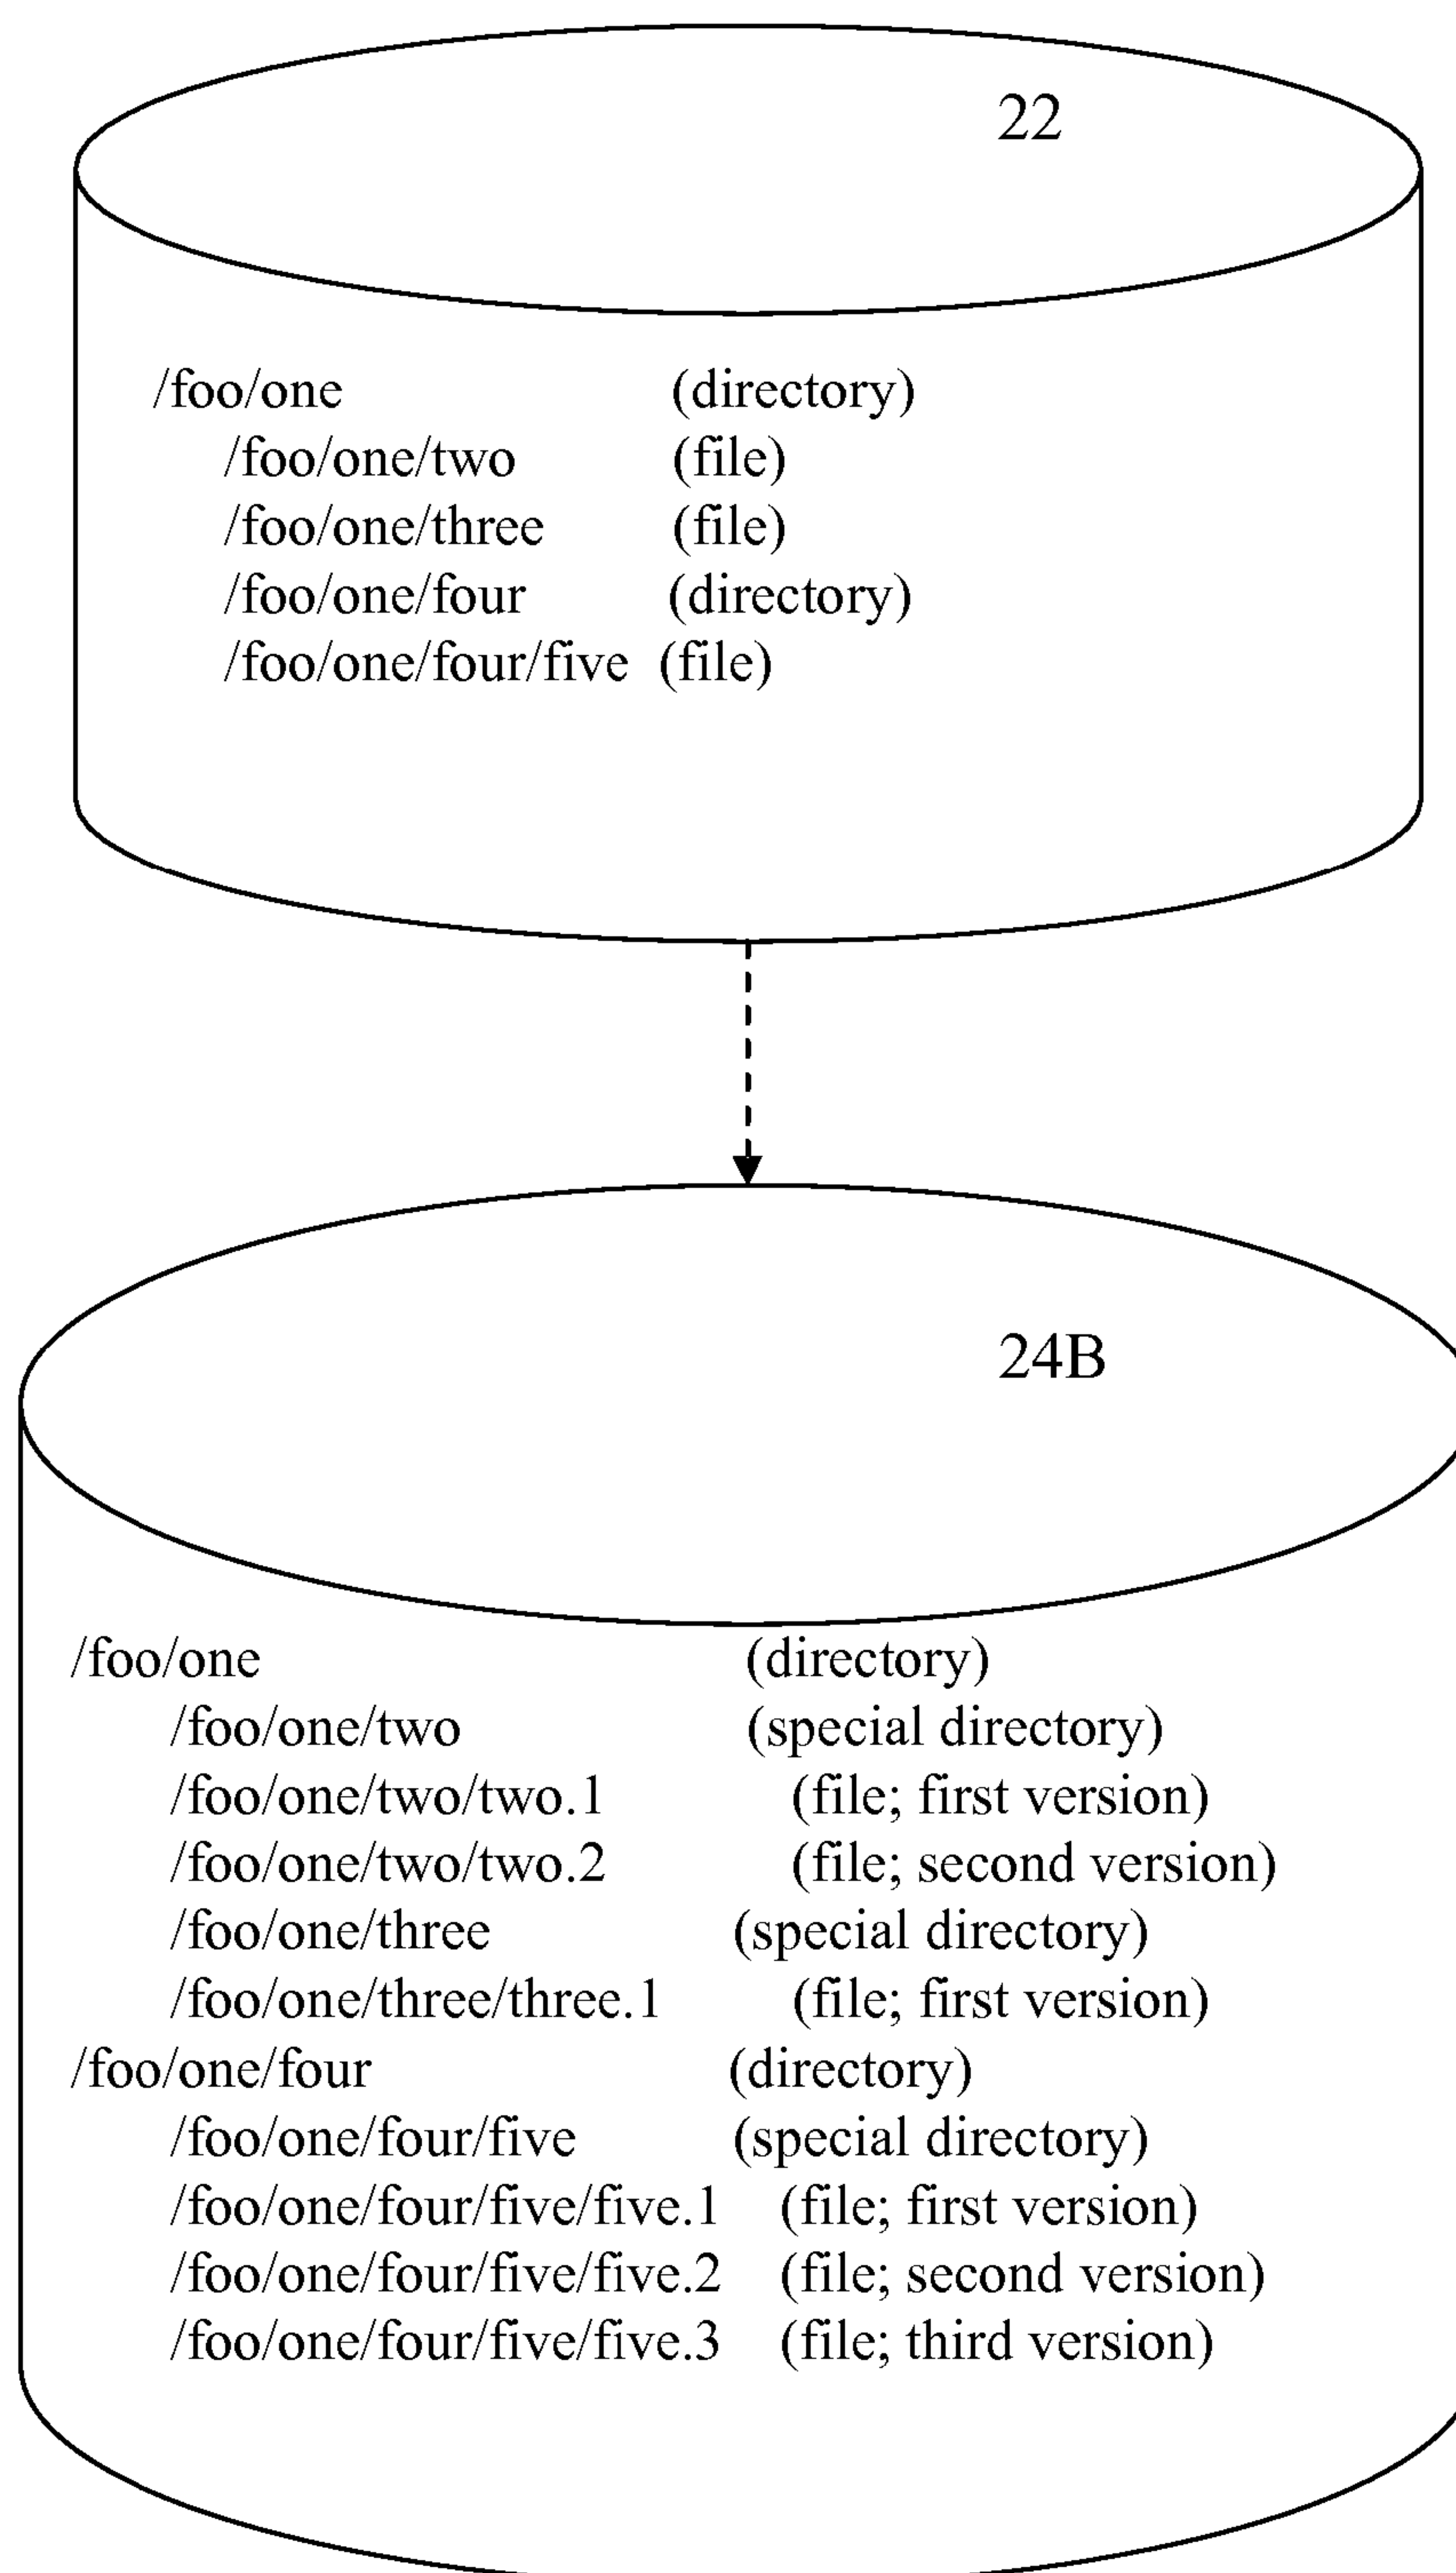 22
/foo/one (directory)
/foo/one/two (file)
/foo/one/three (file)
/foo/one/four (directory)
/foo/one/four/five (file)
24B
/foo/one (directory)
/foo/one/two (special directory)
/foo/one/two/two.1 (file; first version)
/foo/one/two/two.2 (file; second version)
/foo/one/three (special directory)
/foo/one/three/three.1 (file; first version)
/foo/one/four (directory)
/foo/one/four/five (special directory)
/foo/one/four/five/five.1 (file; first version)
/foo/one/four/five/five.2 (file; second version)
/foo/one/four/five/five.3 (file; third version)